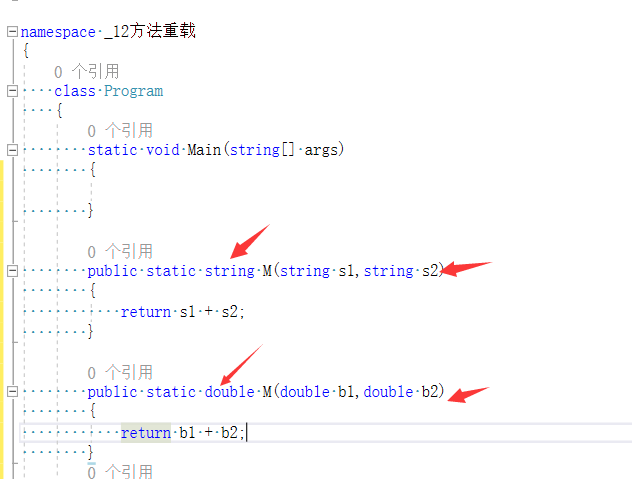 namespace _12方法重载
{
0 个引用
class Program
{
0 个引用
static void Main(string[] args)
{
}
0 个引用
public static string M(string s1,string s2)
{
return s1 + s2;
}
0 个引用
public static double M(double b1,double b2)
{
return b1 + b2;
}
0 个引用